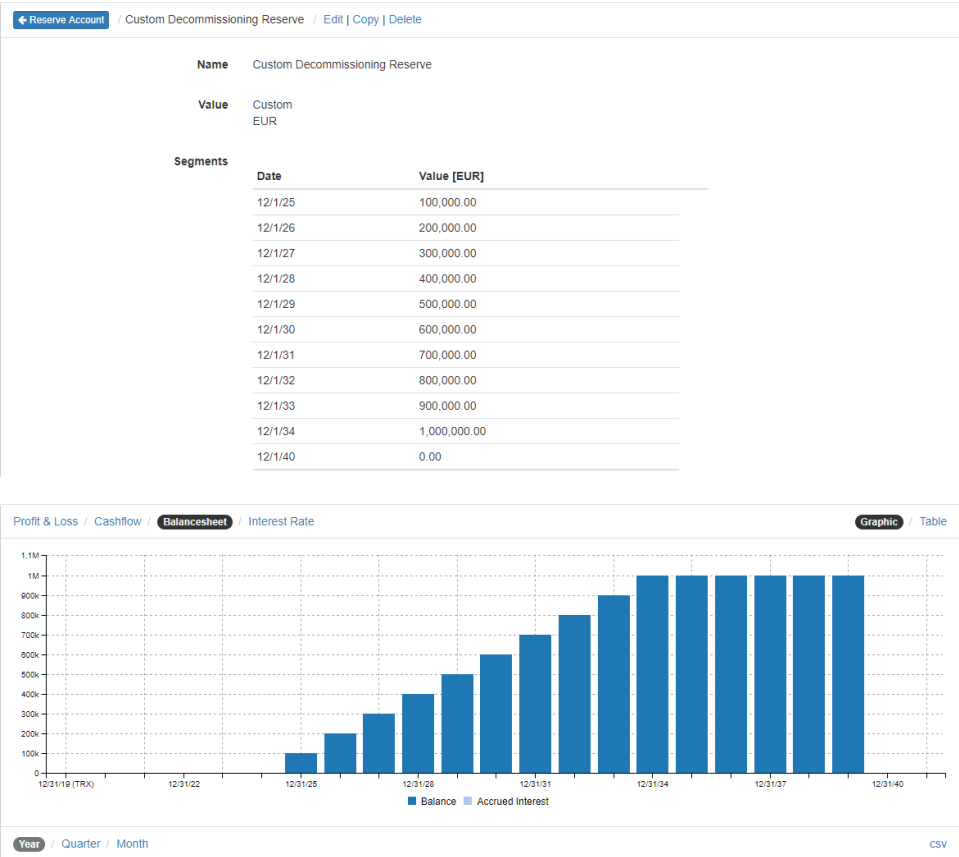 Reserve Account / Custom Decommissioning Reserve / Edit | Copy | Delete
Name Custom Decommissioning Reserve
Value Custom
EUR
Segments
Date Value [EUR]
12/1/25 100,000.00
12/1/26 200,000.00
12/1/27 300,000.00
12/1/28 400,000.00
12/1/29 500,000.00
12/1/30 600,000.00
12/1/31 700,000.00
12/1/32 800,000.00
12/1/33 900,000.00
12/1/34 1,000,000.00
12/1/40 0.00
Profit & Loss / Cashflow / Balancesheet / Interest Rate Graphic / Table
1.1M
1M
900k
800k
700k
600k
500k
400k
300k
200k
100k
0
12/31/19 (TRX) 12/31/22 12/31/25 12/31/28 12/31/31 12/31/34 12/31/37 12/31/40
Balance Accrued Interest
Year / Quarter / Month csv